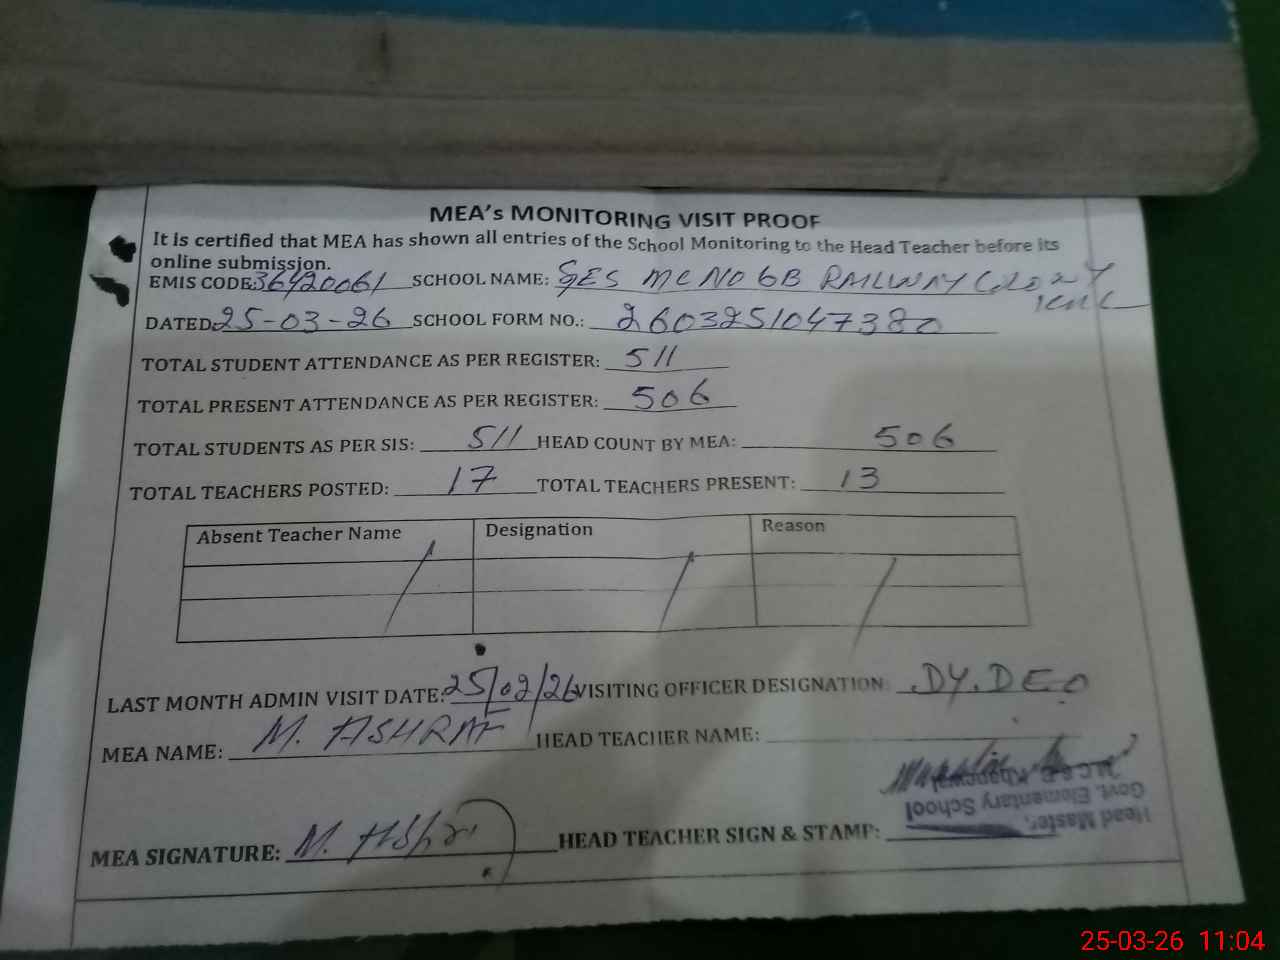 MEA's MONITORING VISIT PROOF
It is certified that MEA has shown all entries of the School Monitoring to the Head Teacher before its
online submission.
EMIS CODE: 36420061 SCHOOL NAME: GES MC NO 6B RAILWAY COLONY
DATED 25-03-26 SCHOOL FORM NO.: 2603251047380
TOTAL STUDENT ATTENDANCE AS PER REGISTER: 511
TOTAL PRESENT ATTENDANCE AS PER REGISTER: 506
TOTAL STUDENTS AS PER SIS: 511 HEAD COUNT BY MEA: 506
TOTAL TEACHERS POSTED: 17 TOTAL TEACHERS PRESENT: 13
Absent Teacher Name Designation Reason
LAST MONTH ADMIN VISIT DATE: 25/02/26 VISITING OFFICER DESIGNATION: DY.DEO
MEA NAME: M. ASHRAF HEAD TEACHER NAME:
MEA SIGNATURE: M. Ashraf HEAD TEACHER SIGN & STAMP:
Head Master,
Govt. Elementary School
25-03-26 11:04